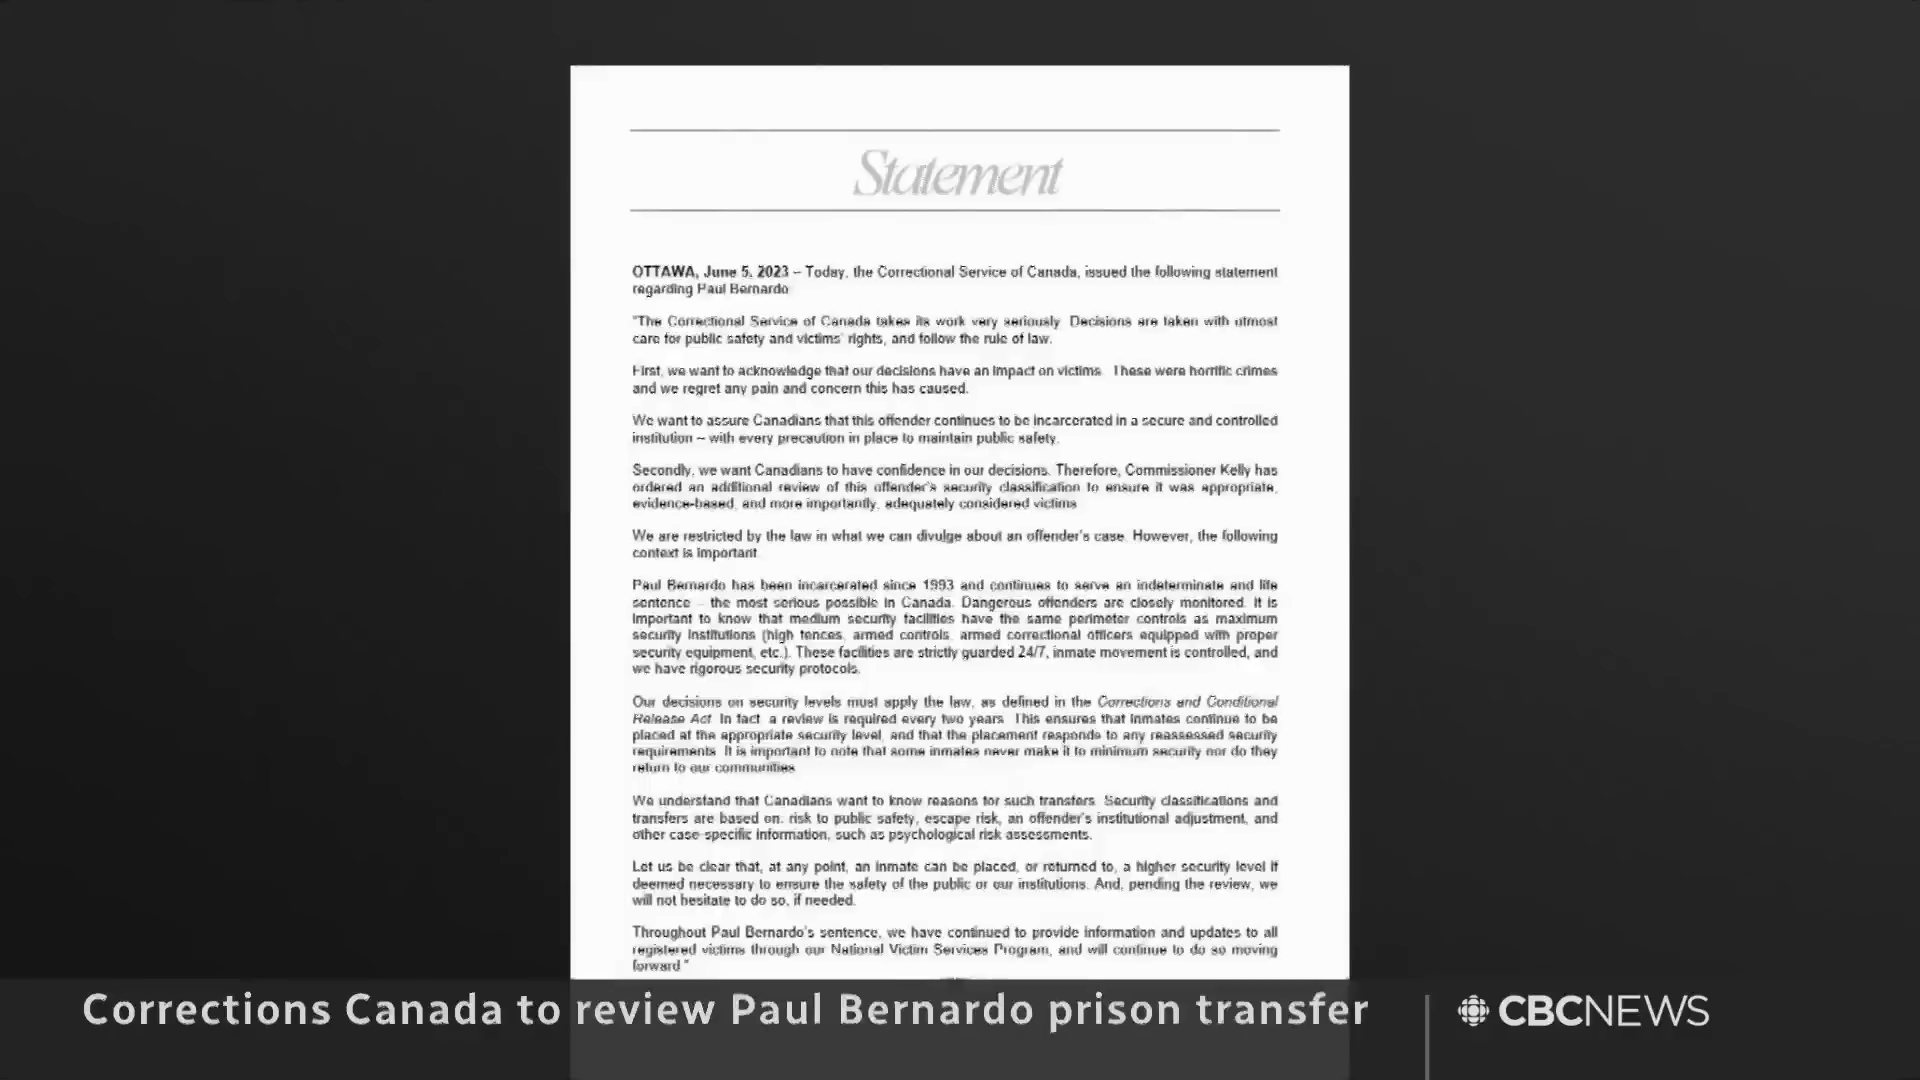 Statement
OTTAWA, June 5, 2023 – Today, the Correctional Service of Canada, issued the following statement
regarding Paul Bernardo
"The Correctional Service of Canada takes its work very seriously. Decisions are taken with utmost
care for public safety and victims' rights, and follow the rule of law.
First, we want to acknowledge that our decisions have an impact on victims. These were horrific crimes
and we regret any pain and concern this has caused.
We want to assure Canadians that this offender continues to be incarcerated in a secure and controlled
institution – with every precaution in place to maintain public safety.
Secondly, we want Canadians to have confidence in our decisions. Therefore, Commissioner Kelly has
ordered an additional review of this offender's security classification to ensure it was appropriate,
evidence-based, and more importantly, adequately considered victims.
We are restricted by the law in what we can divulge about an offender's case. However, the following
context is important.
Paul Bernardo has been incarcerated since 1993 and continues to serve an indeterminate and life
sentence – the most serious possible in Canada. Dangerous offenders are closely monitored. It is
important to know that medium security facilities have the same perimeter controls as maximum
security institutions (high fences, armed controls, armed correctional officers equipped with proper
security equipment, etc.). These facilities are strictly guarded 24/7, inmate movement is controlled, and
we have rigorous security protocols.
Our decisions on security levels must apply the law, as defined in the Corrections and Conditional
Release Act. In fact, a review is required every two years. This ensures that inmates continue to be
placed at the appropriate security level, and that the placement responds to any reassessed security
requirements. It is important to note that some inmates never make it to minimum security nor do they
return to our communities.
We understand that Canadians want to know reasons for such transfers. Security classifications and
transfers are based on: risk to public safety, escape risk, an offender's institutional adjustment, and
other case-specific information, such as psychological risk assessments.
Let us be clear that, at any point, an inmate can be placed, or returned to, a higher security level if
deemed necessary to ensure the safety of the public or our institutions. And, pending the review, we
will not hesitate to do so, if needed.
Throughout Paul Bernardo's sentence, we have continued to provide information and updates to all
registered victims through our National Victim Services Program, and will continue to do so moving
forward."
Corrections Canada to review Paul Bernardo prison transfer
CBCNEWS